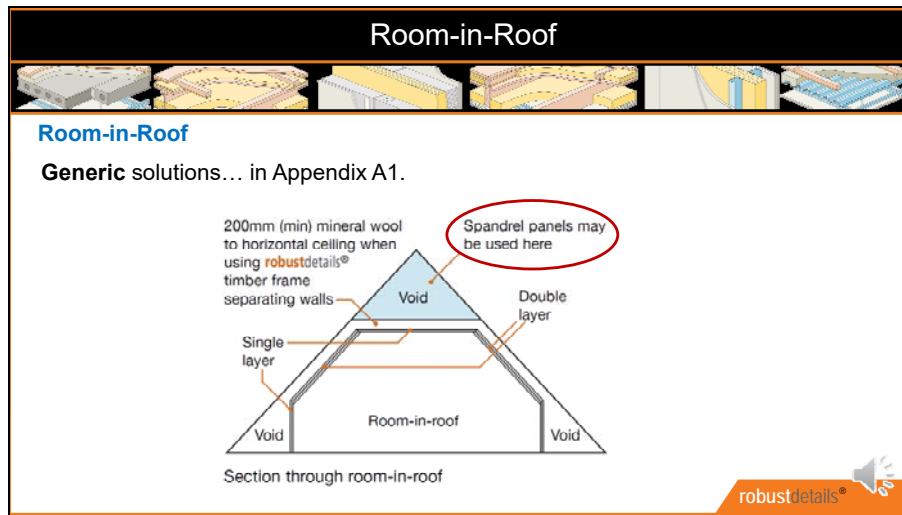 Room-in-Roof
Room-in-Roof
Generic solutions… in Appendix A1.
200mm (min) mineral wool
to horizontal ceiling when
using robustdetails®
timber frame
separating walls
Spandrel panels may
be used here
Void
Double
layer
Single
layer
Room-in-roof
Void
Void
Section through room-in-roof
robustdetails®